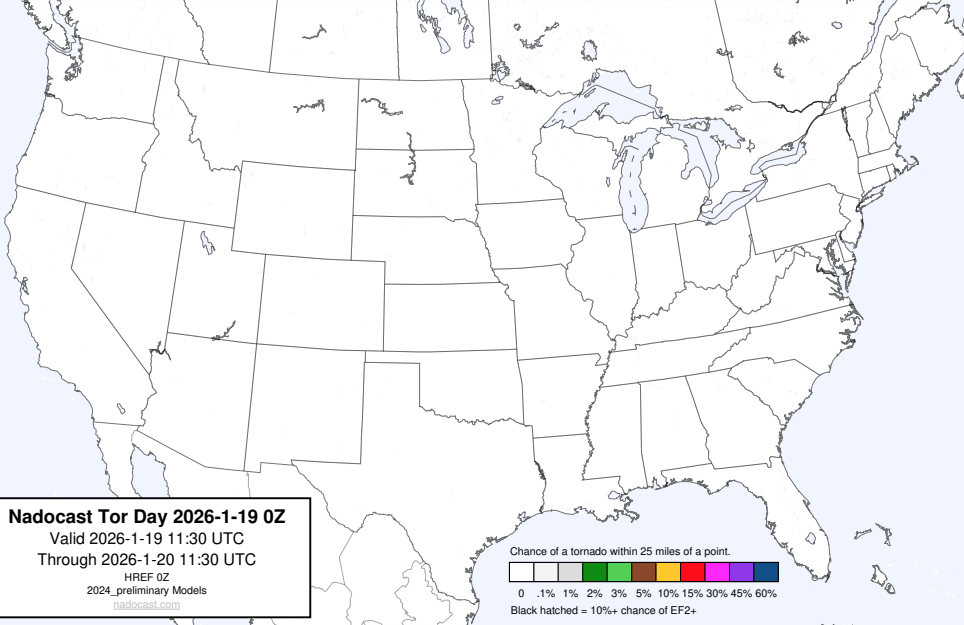 Nadocast Tor Day 2026-1-19 0Z
Valid 2026-1-19 11:30 UTC
Through 2026-1-20 11:30 UTC
HREF 0Z
2024_preliminary Models
nadocast.com
Chance of a tornado within 25 miles of a point.
0 .1% 1% 2% 3% 5% 10% 15% 30% 45% 60%
Black hatched = 10%+ chance of EF2+